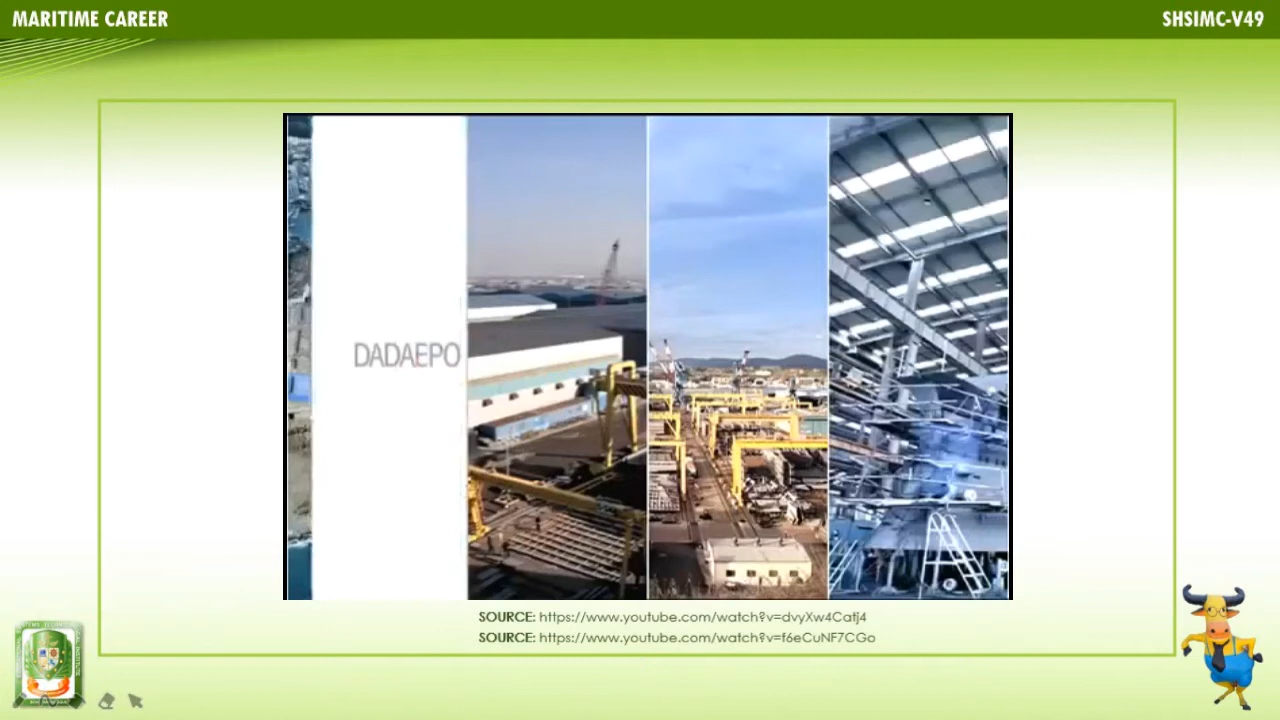 MARITIME CAREER
SHSIMC-V49
DADAEPO
SOURCE: https://www.youtube.com/watch?v=dvyXw4Catj4
SOURCE: https://www.youtube.com/watch?v=f6eCuNF7CGo